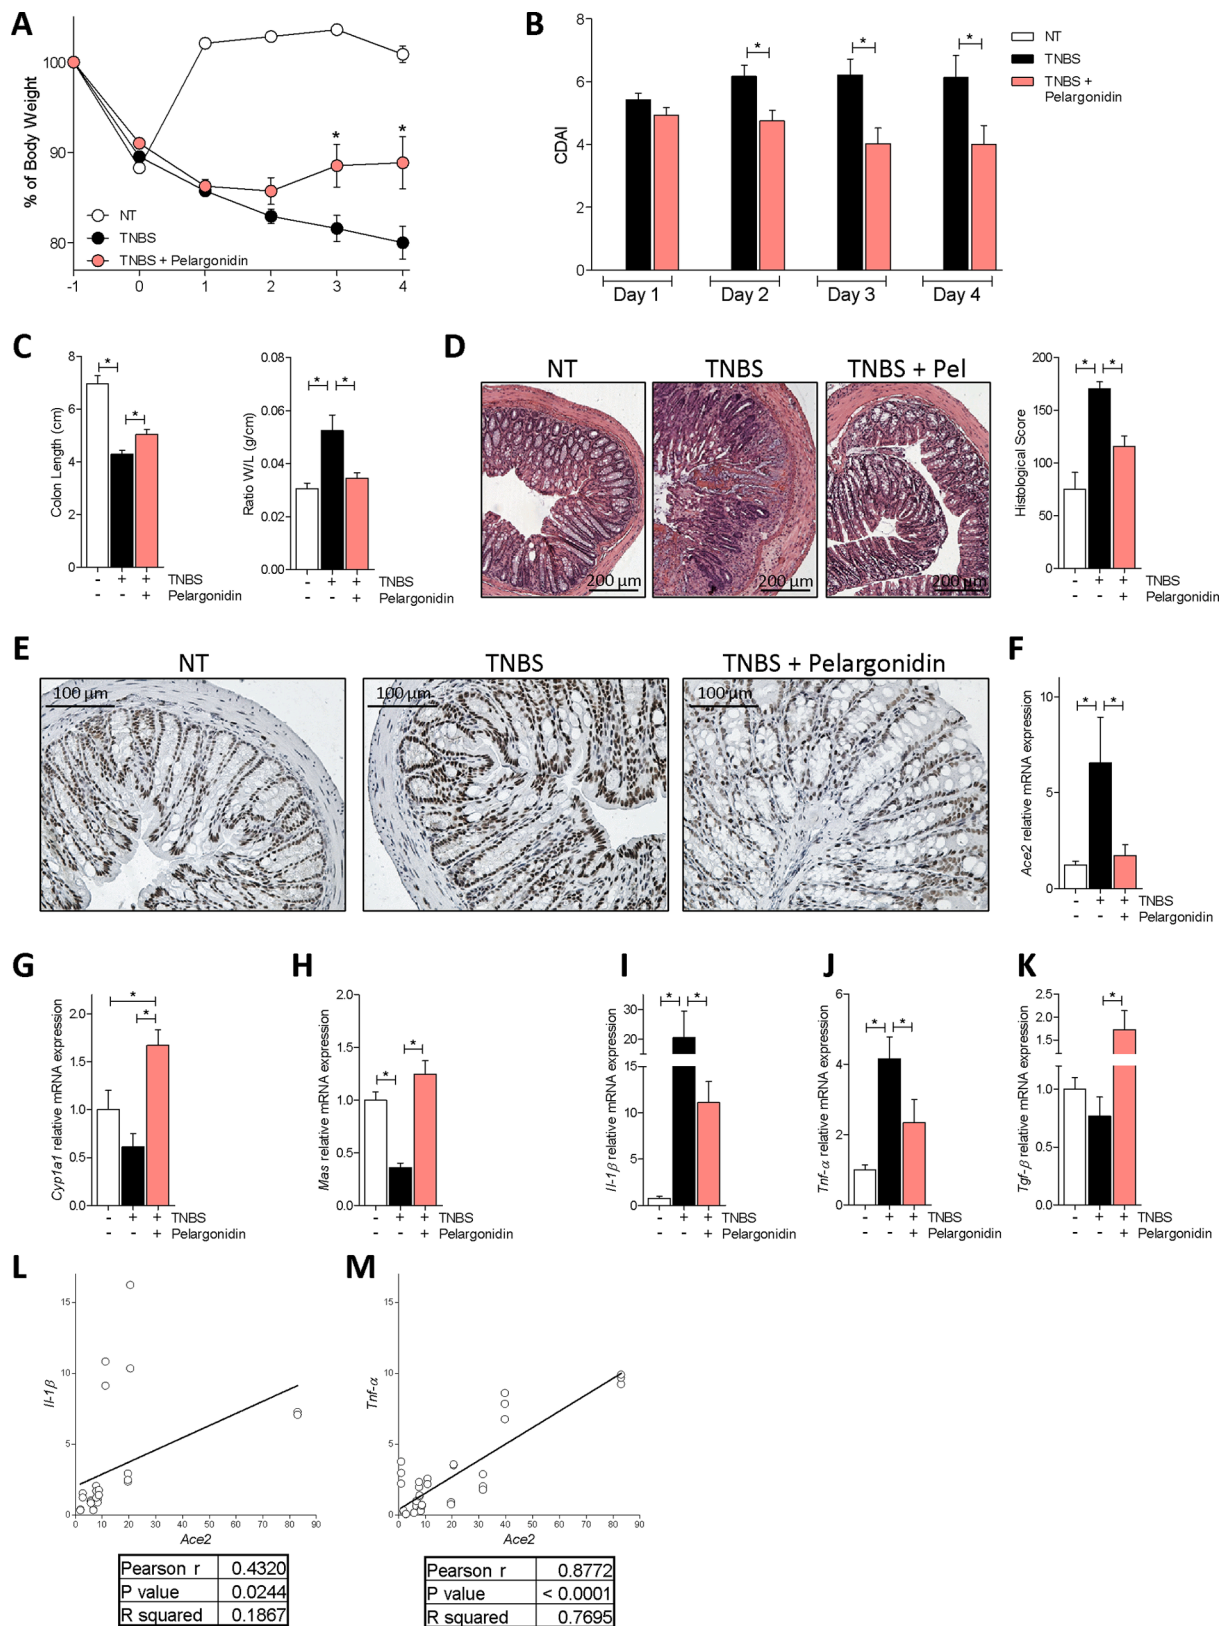 A
% of Body Weight
100
90
80
-1 0 1 2 3 4
* *
NT
TNBS
TNBS + Pelargonidin
B
CDAI
8
6
4
2
0
* * *
Day 1 Day 2 Day 3 Day 4
NT
TNBS
TNBS +
Pelargonidin
C
Colon Length (cm)
8
6
4
2
0
* *
- + + TNBS
- - + Pelargonidin
Ratio W/L (g/cm)
0.08
0.06
0.04
0.02
0.00
* *
- + + TNBS
- - + Pelargonidin
D
NT TNBS TNBS + Pel
200 µm 200 µm 200 µm
Histological Score
200
150
100
50
0
* *
- + + TNBS
- - + Pelargonidin
E
NT TNBS TNBS + Pelargonidin
100 µm 100 µm 100 µm
F
Ace2 relative mRNA expression
10
5
0
* *
- + + TNBS
- - + Pelargonidin
G
Cyp1a1 relative mRNA expression
2.0
1.5
1.0
0.5
0.0
*
*
- + + TNBS
- - + Pelargonidin
H
Mas relative mRNA expression
2.0
1.5
1.0
0.5
0.0
* *
- + + TNBS
- - + Pelargonidin
I
Il-1β relative mRNA expression
30
20
10
5
0
* *
- + + TNBS
- - + Pelargonidin
J
Tnf-α relative mRNA expression
6
4
2
0
* *
- + + TNBS
- - + Pelargonidin
K
Tgf-β relative mRNA expression
2.5
2.0
1.5
1.0
0.5
0.0
*
- + + TNBS
- - + Pelargonidin
L
Il-1β
15
10
5
0
0 10 20 30 40 50 60 70 80 90
Ace2
Pearson r 0.4320
P value 0.0244
R squared 0.1867
M
Tnf-α
15
10
5
0
0 10 20 30 40 50 60 70 80 90
Ace2
Pearson r 0.8772
P value < 0.0001
R squared 0.7695